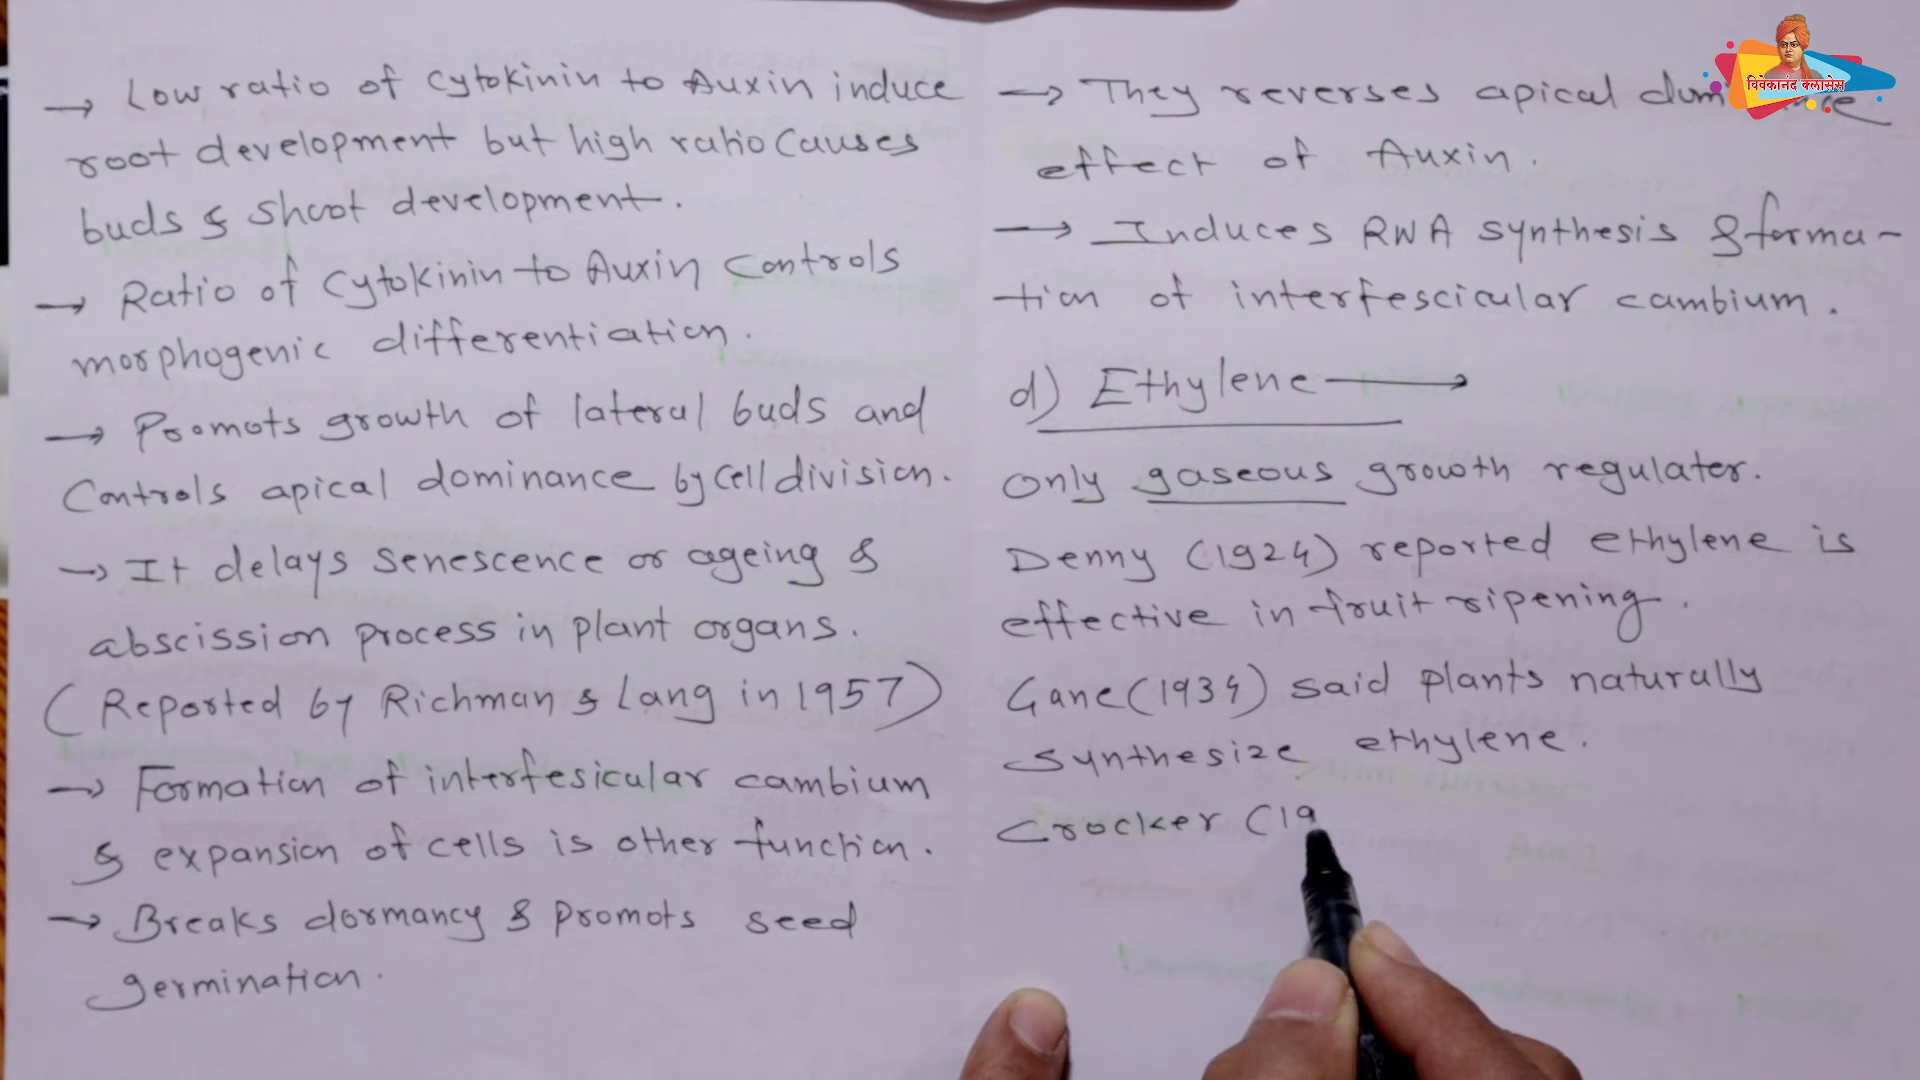 → Low ratio of cytokinin to Auxin induce
root development but high ratio causes
buds & shoot development.
→ Ratio of cytokinin to Auxin controls
morphogenic differentiation.
→ Promots growth of lateral buds and
Controls apical dominance by cell division.
→ It delays senescence or ageing &
abscission process in plant organs.
(Reported by Richman & Lang in 1957)
→ Formation of interfesicular cambium
& expansion of cells is other function.
→ Breaks dormancy & promots seed
germination.
→ They reverses apical
effect of Auxin.
→ Induces RNA synthesis & forma-
tion of interfescicular cambium.
d) Ethylene →
Only gaseous growth regulater.
Denny (1924) reported ethylene is
effective in fruit ripening.
Gane (1934) said plants naturally
synthesize ethylene.
Crocker (19
विवेकानंद क्लासेस